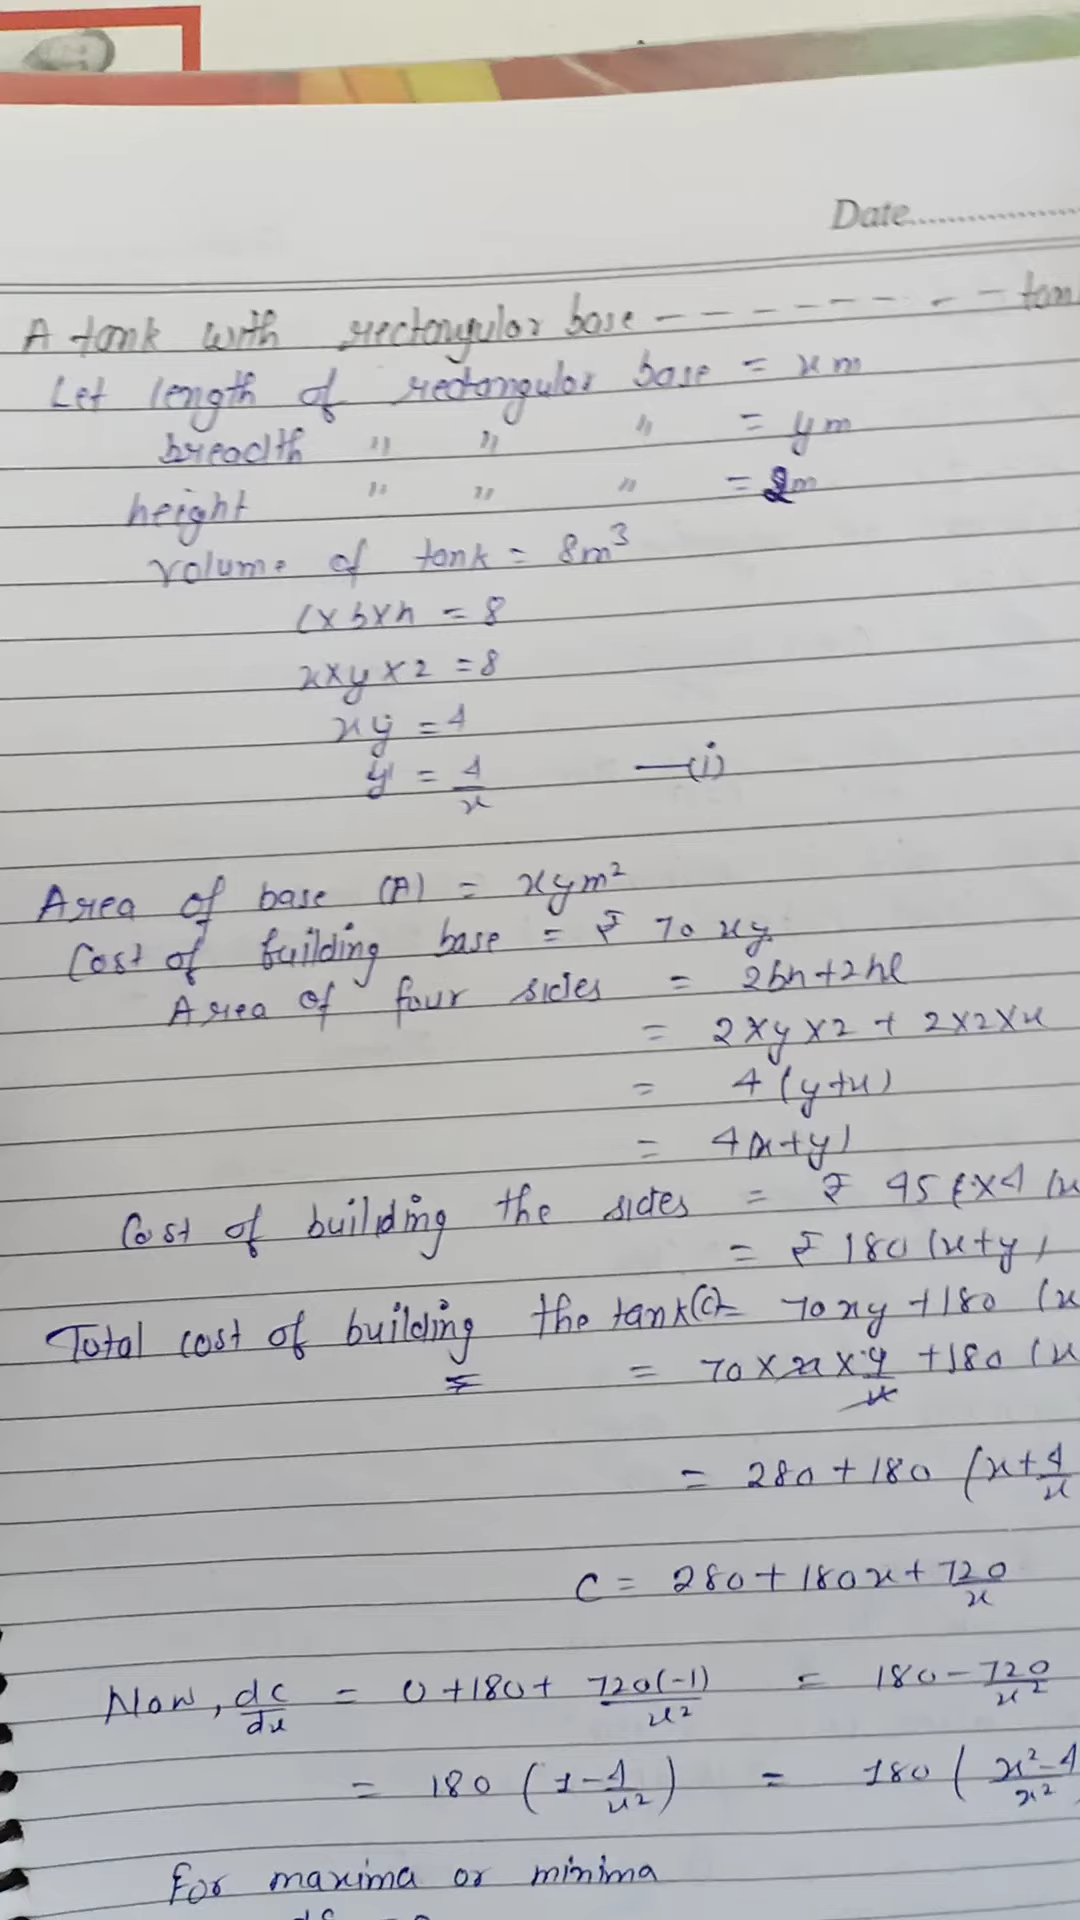 Date..................
A tank with rectangular base - - - - - - - - tan
Let length of rectangular base = x m
breadth " " " = y m
height " " " = 2m
volume of tank = 8m³
l×b×h = 8
x×y×2 = 8
xy = 4
y = 4/x —(i)
Area of base (A) = xym²
Cost of building base = ₹ 70 xy
Area of four sides = 2bh+2hl
= 2×y×2 + 2×2×x
= 4(y+x)
= 4(x+y)
Cost of building the sides = ₹ 45 × 4 (x
= ₹ 180 (x+y)
Total cost of building the tank(C) = 70xy + 180 (x
= = 70 × x × 4/x + 180 (x
= 280 + 180 (x + 4/x
C = 280 + 180x + 720/x
Now, dc/dx = 0 + 180 + 720(-1)/x² = 180 - 720/x²
= 180 (1 - 4/x²) = 180 ( x²-4/x²
For maxima or minima